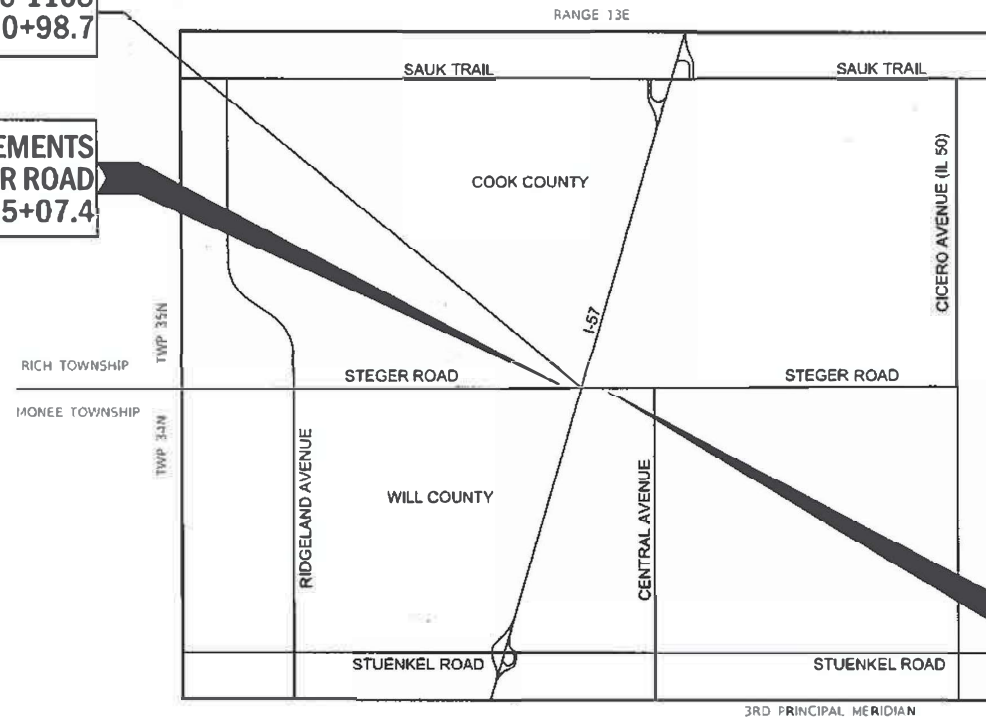 0+98.7
EMENTS
R ROAD
5+07.4
RANGE 13E
SAUK TRAIL
SAUK TRAIL
COOK COUNTY
CICERO AVENUE (IL 50)
I-57
TWP 35N
RICH TOWNSHIP
STEGER ROAD
STEGER ROAD
MONEE TOWNSHIP
TWP 34N
RIDGELAND AVENUE
WILL COUNTY
CENTRAL AVENUE
STUENKEL ROAD
STUENKEL ROAD
3RD PRINCIPAL MERIDIAN